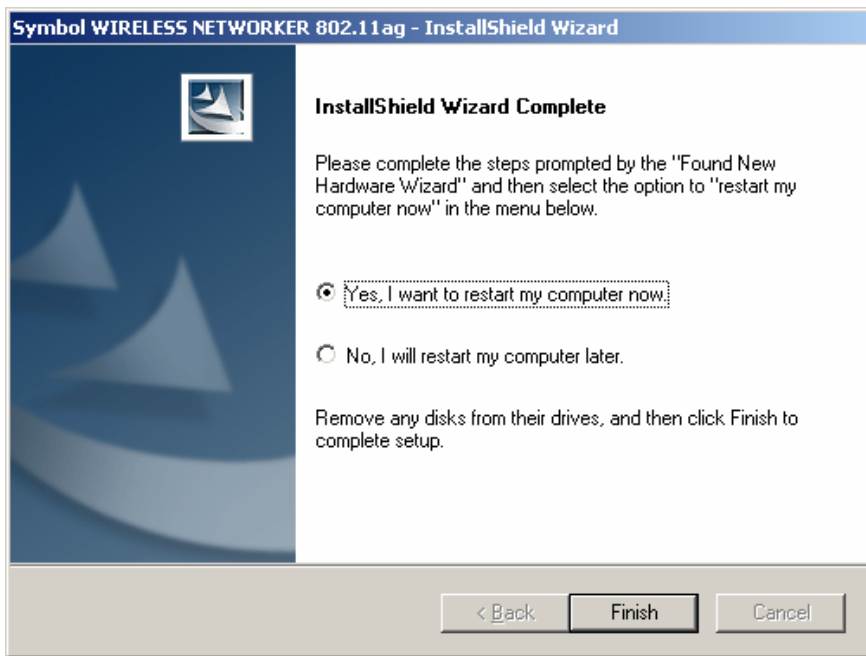 Symbol WIRELESS NETWORKER 802.11ag - InstallShield Wizard
InstallShield Wizard Complete
Please complete the steps prompted by the "Found New
Hardware Wizard" and then select the option to "restart my
computer now" in the menu below.
Yes, I want to restart my computer now.
No, I will restart my computer later.
Remove any disks from their drives, and then click Finish to
complete setup.
< Back
Finish
Cancel